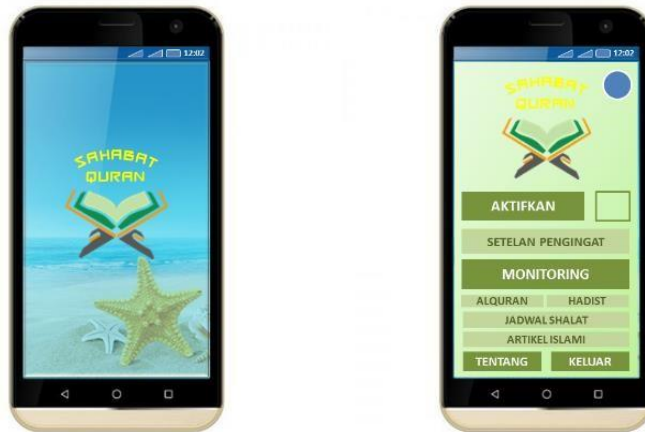 12:02
SAHABAT
QURAN
12:02
SAHABAT
QURAN
AKTIFKAN
SETELAN PENGINGAT
MONITORING
ALQURAN HADIST
JADWAL SHALAT
ARTIKEL ISLAMI
TENTANG KELUAR